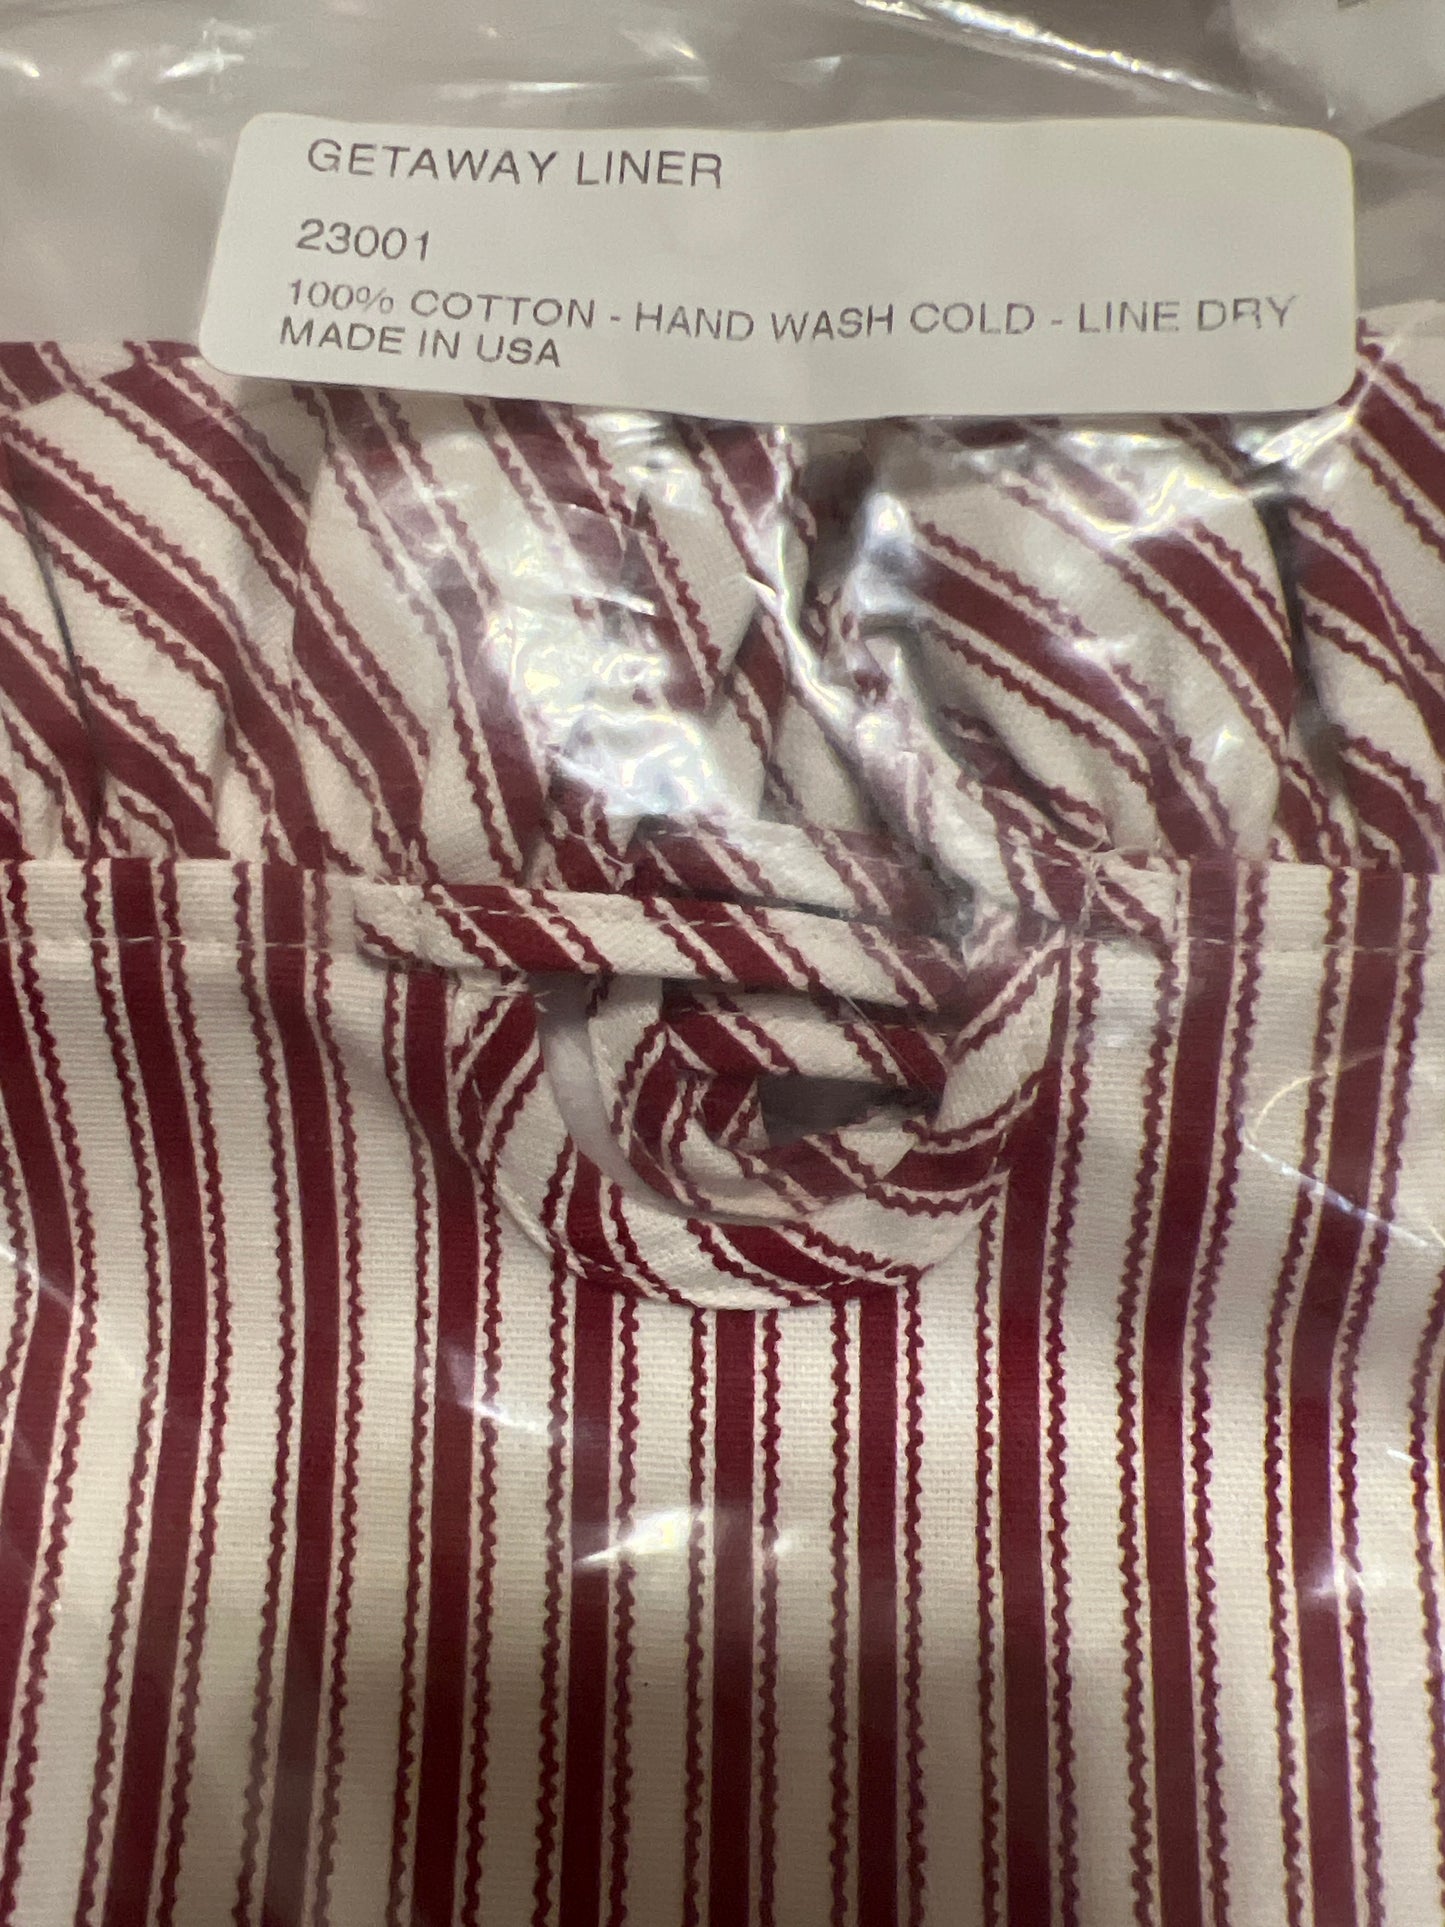 GETAWAY LINER
23001
100% COTTON - HAND WASH COLD - LINE DRY
MADE IN USA